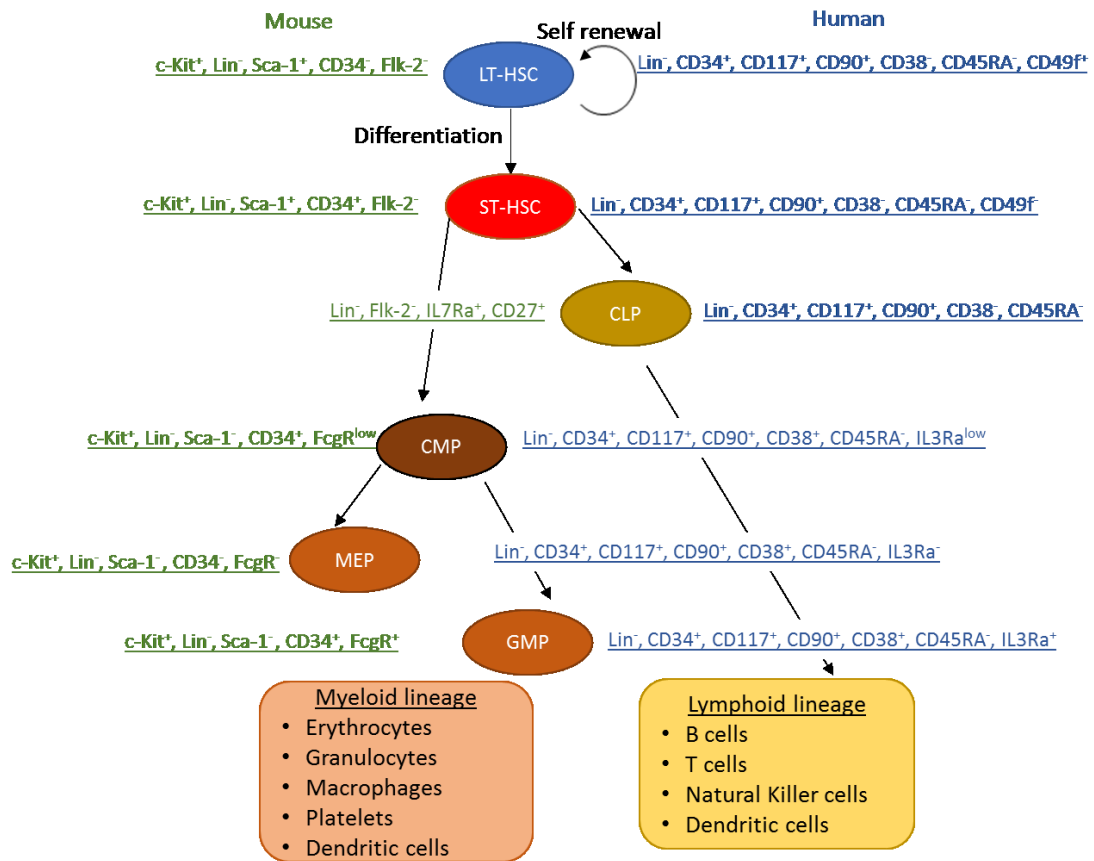 Mouse
Self renewal
Human
c-Kit⁺, Lin⁻, Sca-1⁺, CD34⁻, Flk-2⁻
LT-HSC
Lin⁻, CD34⁺, CD117⁺, CD90⁺, CD38⁻, CD45RA⁻, CD49f⁺
Differentiation
c-Kit⁺, Lin⁻, Sca-1⁺, CD34⁺, Flk-2⁻
ST-HSC
Lin⁻, CD34⁺, CD117⁺, CD90⁺, CD38⁻, CD45RA⁻, CD49f⁻
Lin⁻, Flk-2⁻, IL7Ra⁺, CD27⁺
CLP
Lin⁻, CD34⁺, CD117⁺, CD90⁺, CD38⁻, CD45RA⁻
c-Kit⁺, Lin⁻, Sca-1⁻, CD34⁺, FcgRˡᵒʷ
CMP
Lin⁻, CD34⁺, CD117⁺, CD90⁺, CD38⁺, CD45RA⁻, IL3Raˡᵒʷ
c-Kit⁺, Lin⁻, Sca-1⁻, CD34⁻, FcgR⁻
MEP
Lin⁻, CD34⁺, CD117⁺, CD90⁺, CD38⁺, CD45RA⁻, IL3Ra⁻
c-Kit⁺, Lin⁻, Sca-1⁻, CD34⁺, FcgR⁺
GMP
Lin⁻, CD34⁺, CD117⁺, CD90⁺, CD38⁺, CD45RA⁻, IL3Ra⁺
Myeloid lineage
• Erythrocytes
• Granulocytes
• Macrophages
• Platelets
• Dendritic cells
Lymphoid lineage
• B cells
• T cells
• Natural Killer cells
• Dendritic cells